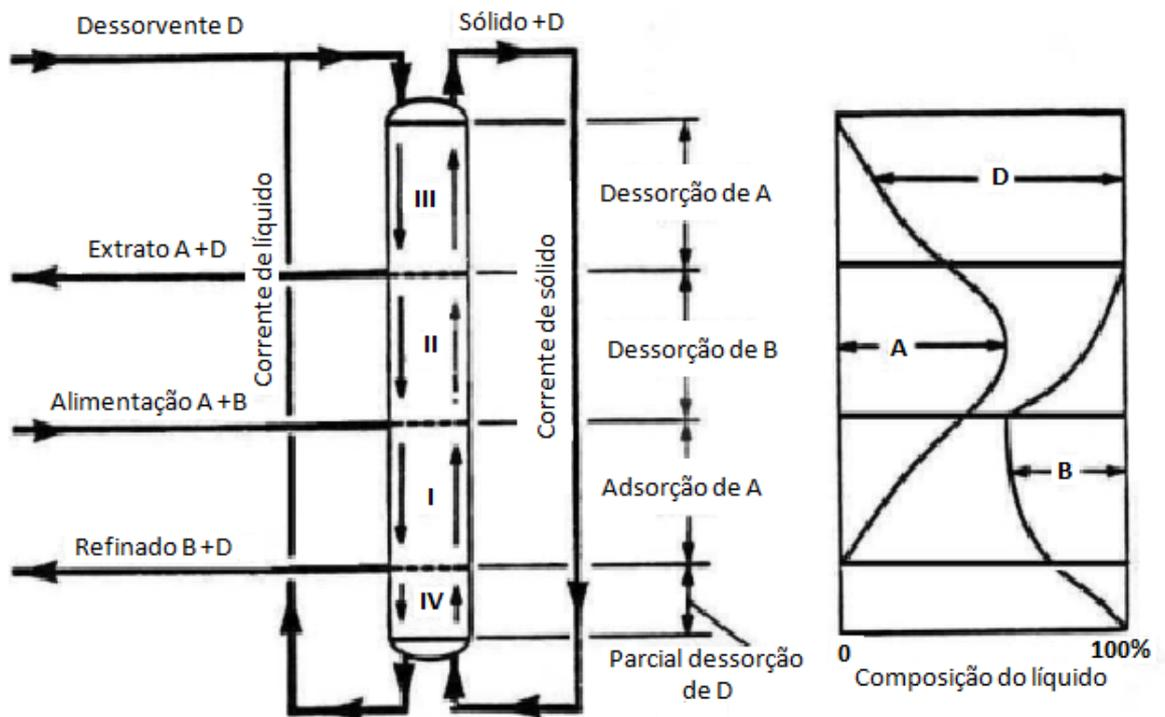 Dessorvente D
Sólido +D
III
Dessorção de A
D
Extrato A +D
Corrente de líquido
Corrente de sólido
II
Dessorção de B
A
Alimentação A +B
I
Adsorção de A
B
Refinado B +D
IV
Parcial dessorção
de D
0
100%
Composição do líquido